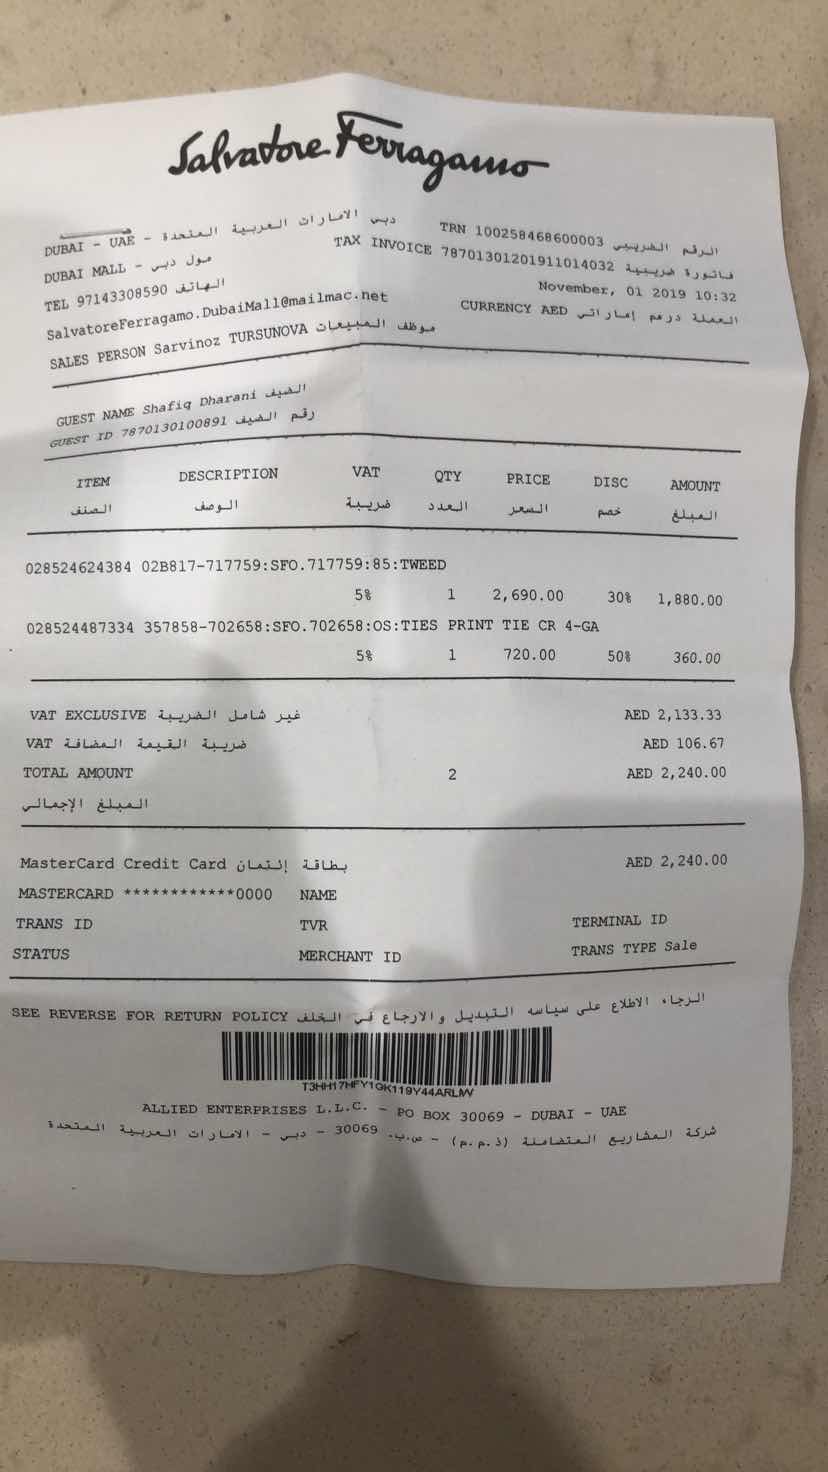 Salvatore Ferragamo
DUBAI - UAE - دبي الامارات العربية المتحدة
TRN 100258468600003 الرقم الضريبي
DUBAI MALL - مول دبي
TAX INVOICE 78701301201911014032 فاتورة ضريبية
TEL 97143308590 الهاتف
November, 01 2019 10:32
SalvatoreFerragamo.DubaiMall@mailmac.net
CURRENCY AED العملة درهم إماراتي
SALES PERSON Sarvinoz TURSUNOVA موظف المبيعات
GUEST NAME Shafiq Dharani الضيف
GUEST ID 7870130100891 رقم الضيف
ITEM DESCRIPTION VAT QTY PRICE DISC AMOUNT
الصنف الوصف ضريبة العدد السعر خصم المبلغ
028524624384 02B817-717759:SFO.717759:85:TWEED
5% 1 2,690.00 30% 1,880.00
028524487334 357858-702658:SFO.702658:OS:TIES PRINT TIE CR 4-GA
5% 1 720.00 50% 360.00
VAT EXCLUSIVE غير شامل الضريبة AED 2,133.33
VAT ضريبة القيمة المضافة AED 106.67
TOTAL AMOUNT 2 AED 2,240.00
المبلغ الإجمالي
MasterCard Credit Card بطاقة إئتمان AED 2,240.00
MASTERCARD ************0000 NAME
TRANS ID TVR TERMINAL ID
STATUS MERCHANT ID TRANS TYPE Sale
SEE REVERSE FOR RETURN POLICY الرجاء الاطلاع على سياسه التبديل والارجاع في الخلف
T3HH17HFY1GK119Y44ARLIW
ALLIED ENTERPRISES L.L.C. - PO BOX 30069 - DUBAI - UAE
شركة المشاريع المتضامنة (ذ.م.م) - ص.ب. 30069 - دبي - الامارات العربية المتحدة